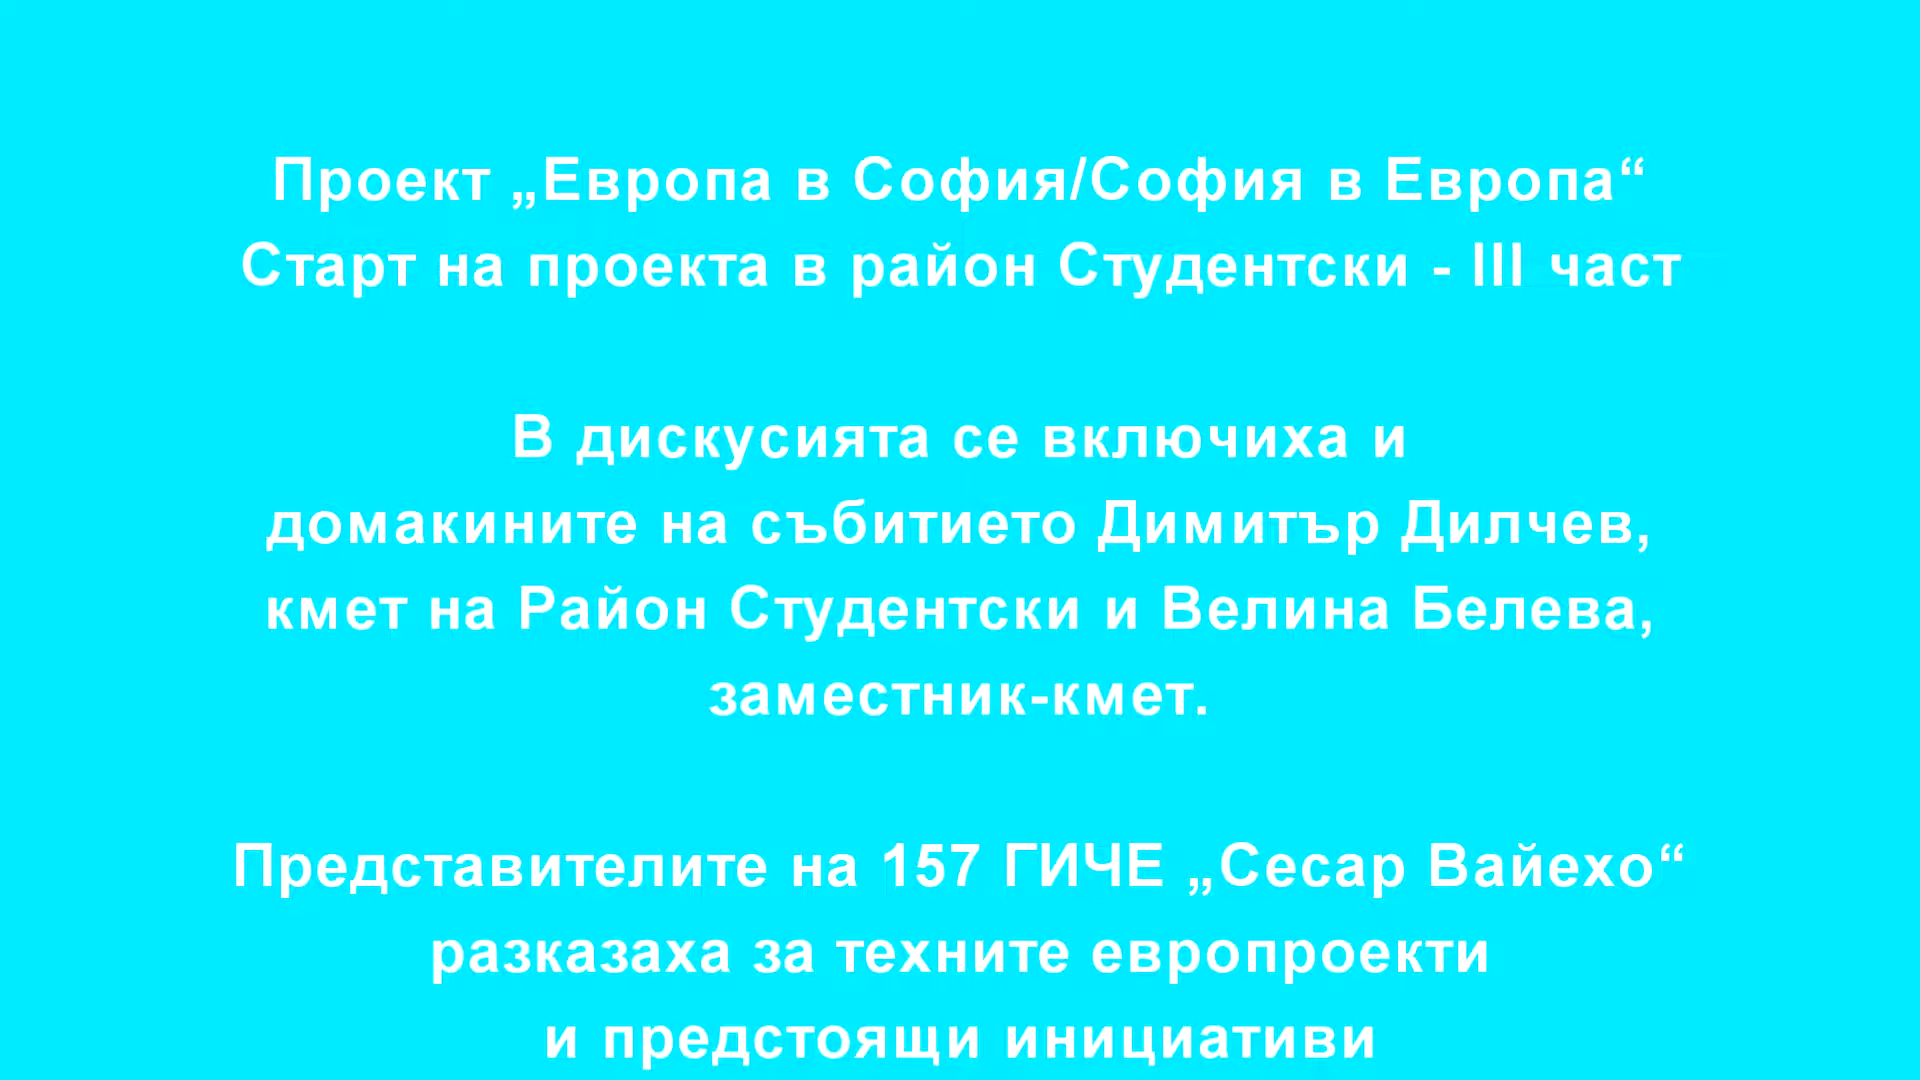 Проект „Европа в София/София в Европа“
Старт на проекта в район Студентски - III част
В дискусията се включиха и
домакините на събитието Димитър Дилчев,
кмет на Район Студентски и Велина Белева,
заместник-кмет.
Представителите на 157 ГИЧЕ „Сесар Вайехо“
разказаха за техните европроекти
и предстоящи инициативи